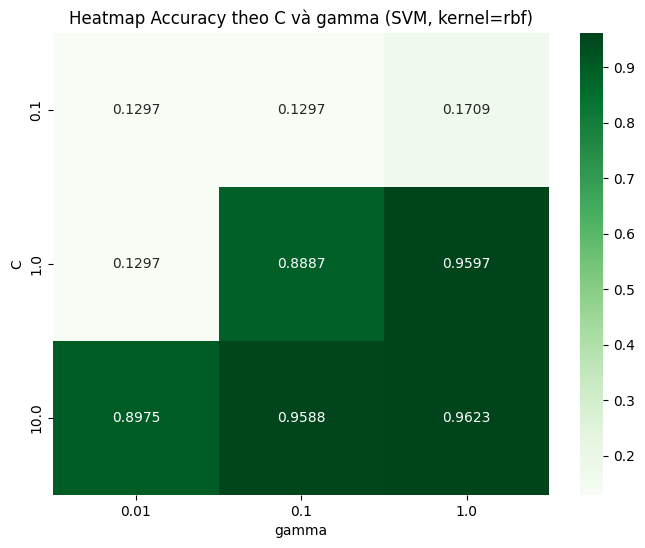 Heatmap Accuracy theo C và gamma (SVM, kernel=rbf)
0.1 0.1297 0.1297 0.1709
1.0 0.1297 0.8887 0.9597
10.0 0.8975 0.9588 0.9623
C
0.01 0.1 1.0
gamma
0.9
0.8
0.7
0.6
0.5
0.4
0.3
0.2